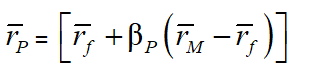 r̅_P = [ r̅_f + β_P ( r̅_M − r̅_f ) ]